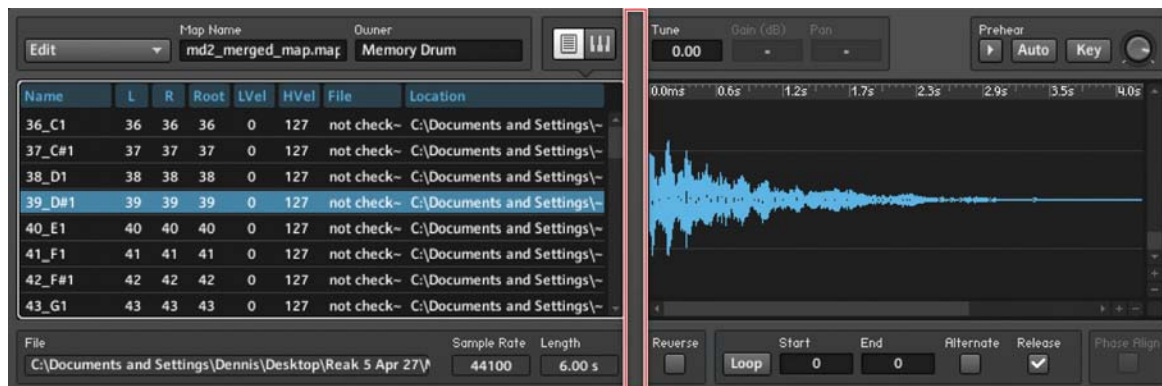 Map Name Owner
Edit md2_merged_map.map Memory Drum
Tune Gain (dB) Pan Prehear
0.00 - - Auto Key
Name L R Root LVel HVel File Location
36_C1 36 36 36 0 127 not check~ C:\Documents and Settings\~
37_C#1 37 37 37 0 127 not check~ C:\Documents and Settings\~
38_D1 38 38 38 0 127 not check~ C:\Documents and Settings\~
39_D#1 39 39 39 0 127 not check~ C:\Documents and Settings\~
40_E1 40 40 40 0 127 not check~ C:\Documents and Settings\~
41_F1 41 41 41 0 127 not check~ C:\Documents and Settings\~
42_F#1 42 42 42 0 127 not check~ C:\Documents and Settings\~
43_G1 43 43 43 0 127 not check~ C:\Documents and Settings\~
0.0ms 0.6s 1.2s 1.7s 2.3s 2.9s 3.5s 4.0s
File Sample Rate Length
C:\Documents and Settings\Dennis\Desktop\Reak 5 Apr 27\ 44100 6.00 s
Reverse Start End Alternate Release Phase Align
Loop 0 0